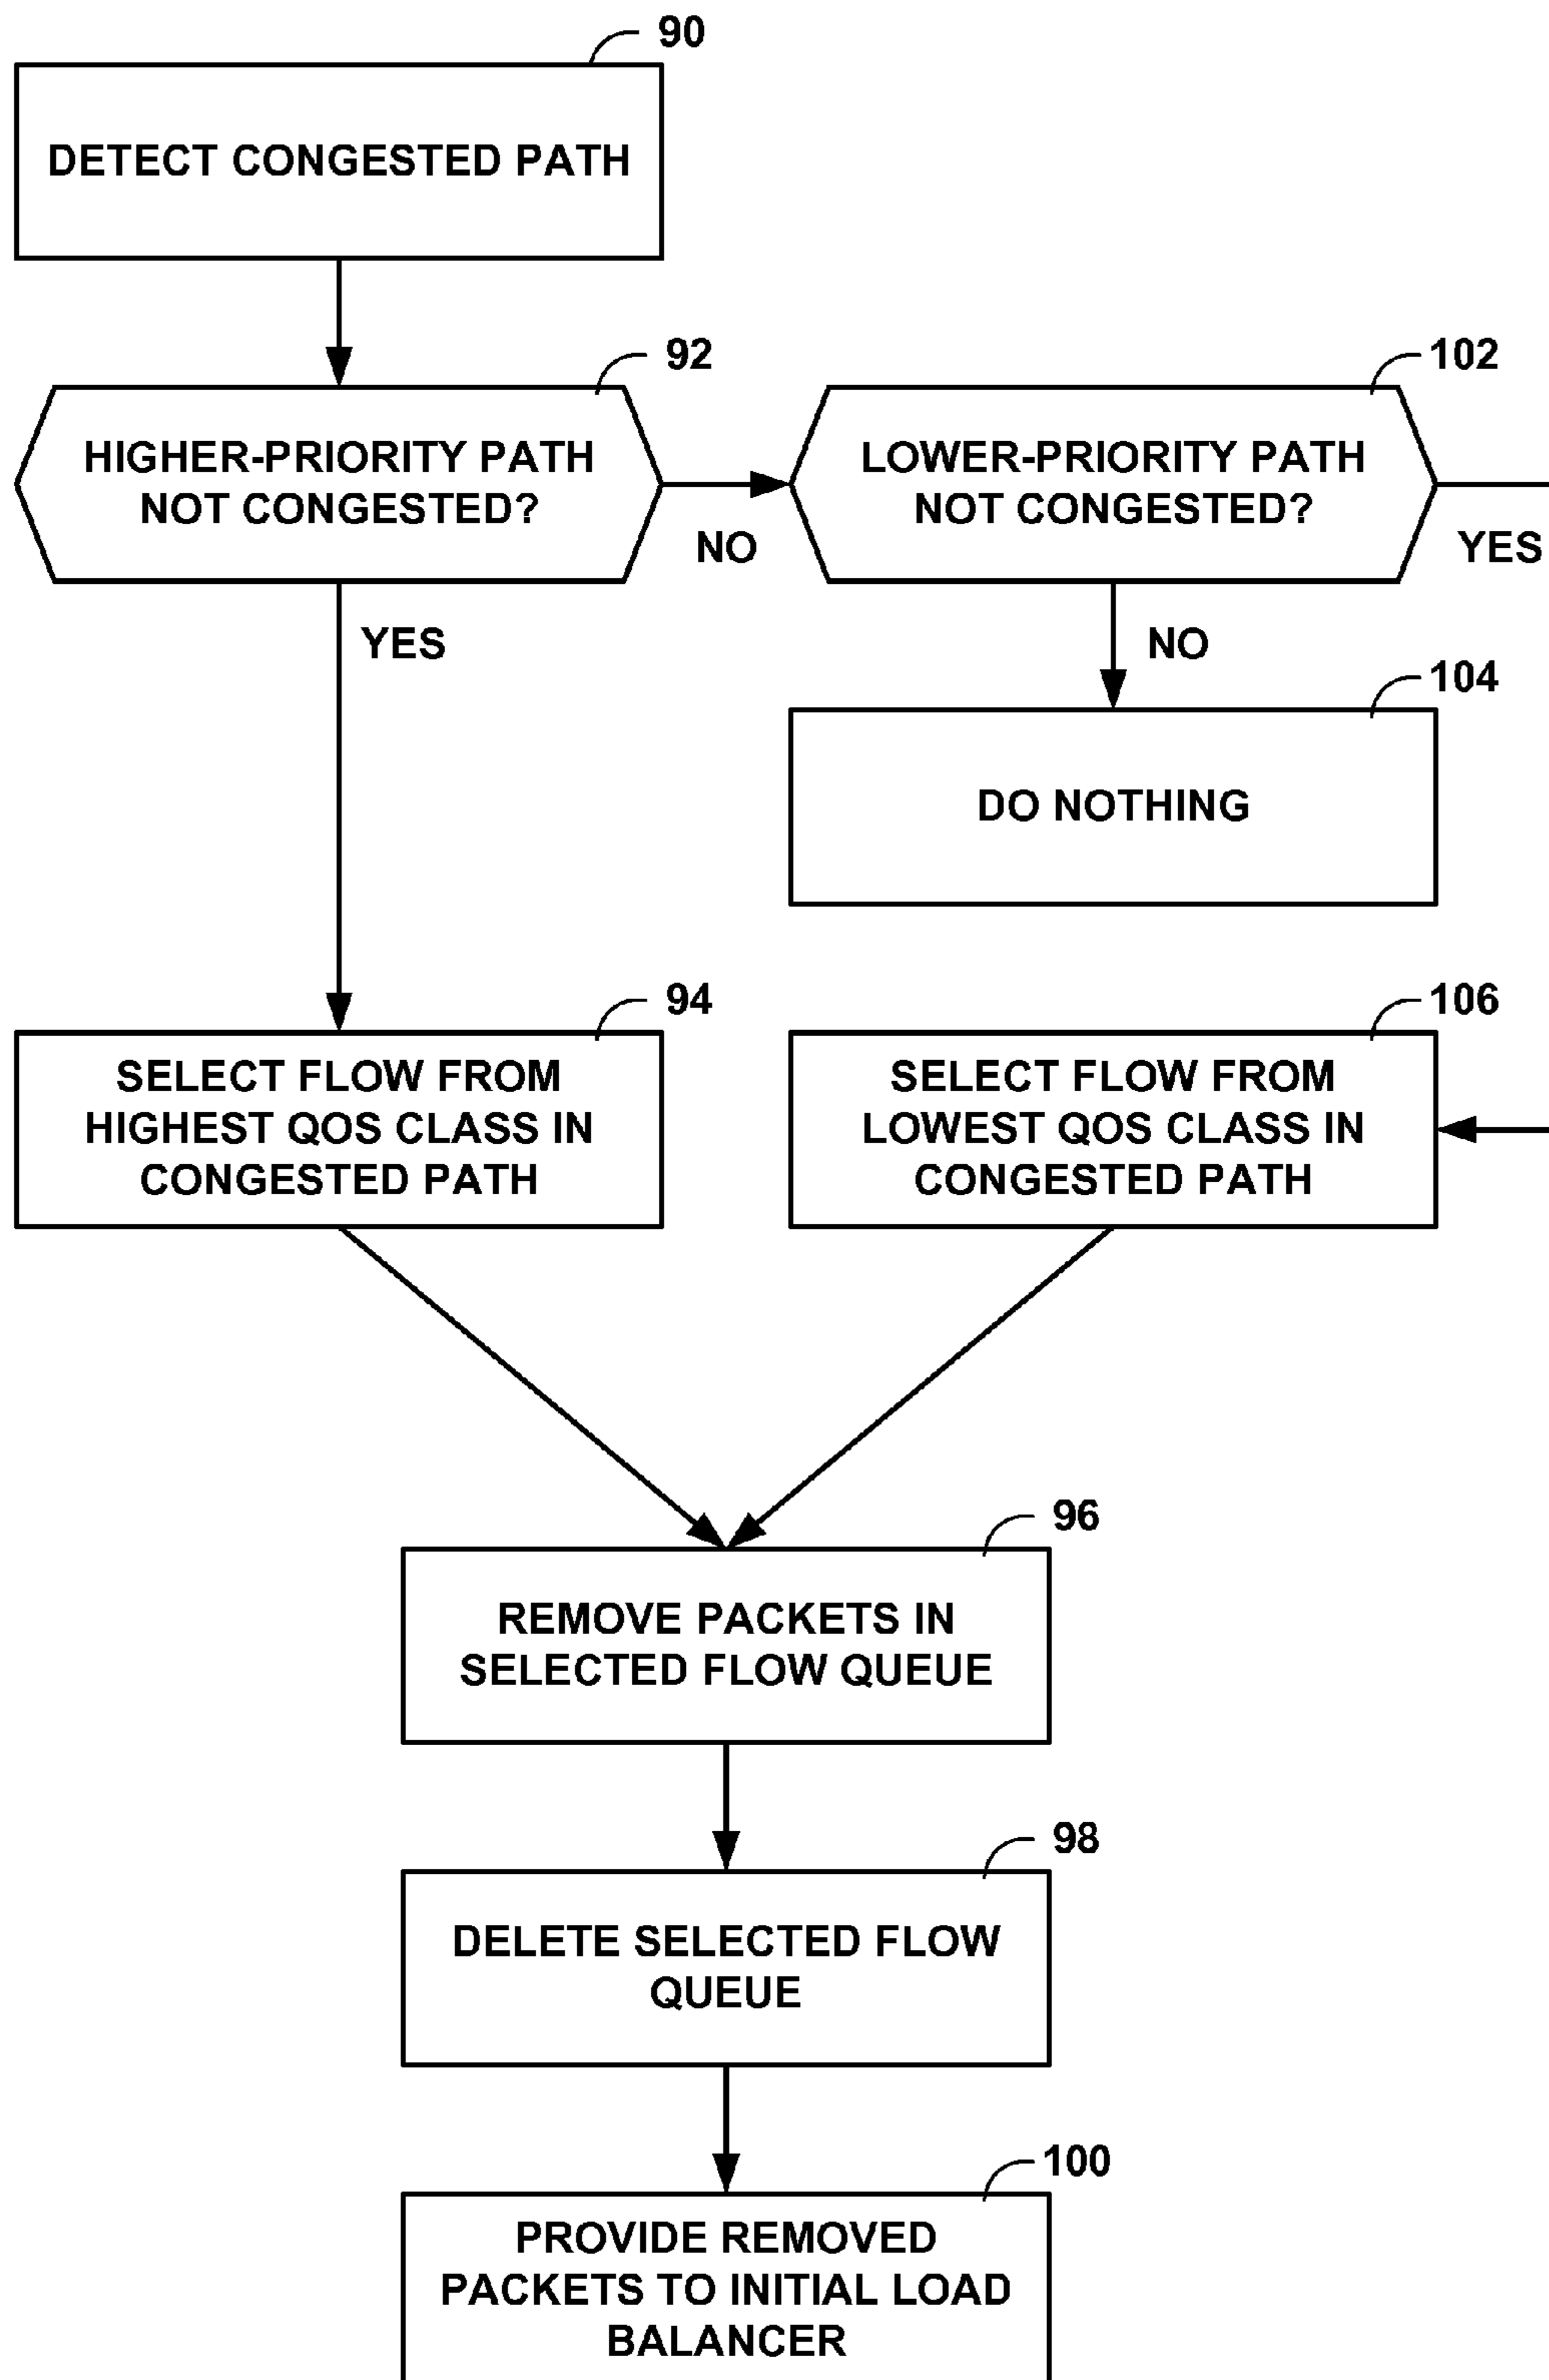 90
DETECT CONGESTED PATH
92
HIGHER-PRIORITY PATH
NOT CONGESTED?
NO
YES
102
LOWER-PRIORITY PATH
NOT CONGESTED?
YES
NO
104
DO NOTHING
94
SELECT FLOW FROM
HIGHEST QOS CLASS IN
CONGESTED PATH
106
SELECT FLOW FROM
LOWEST QOS CLASS IN
CONGESTED PATH
96
REMOVE PACKETS IN
SELECTED FLOW QUEUE
98
DELETE SELECTED FLOW
QUEUE
100
PROVIDE REMOVED
PACKETS TO INITIAL LOAD
BALANCER